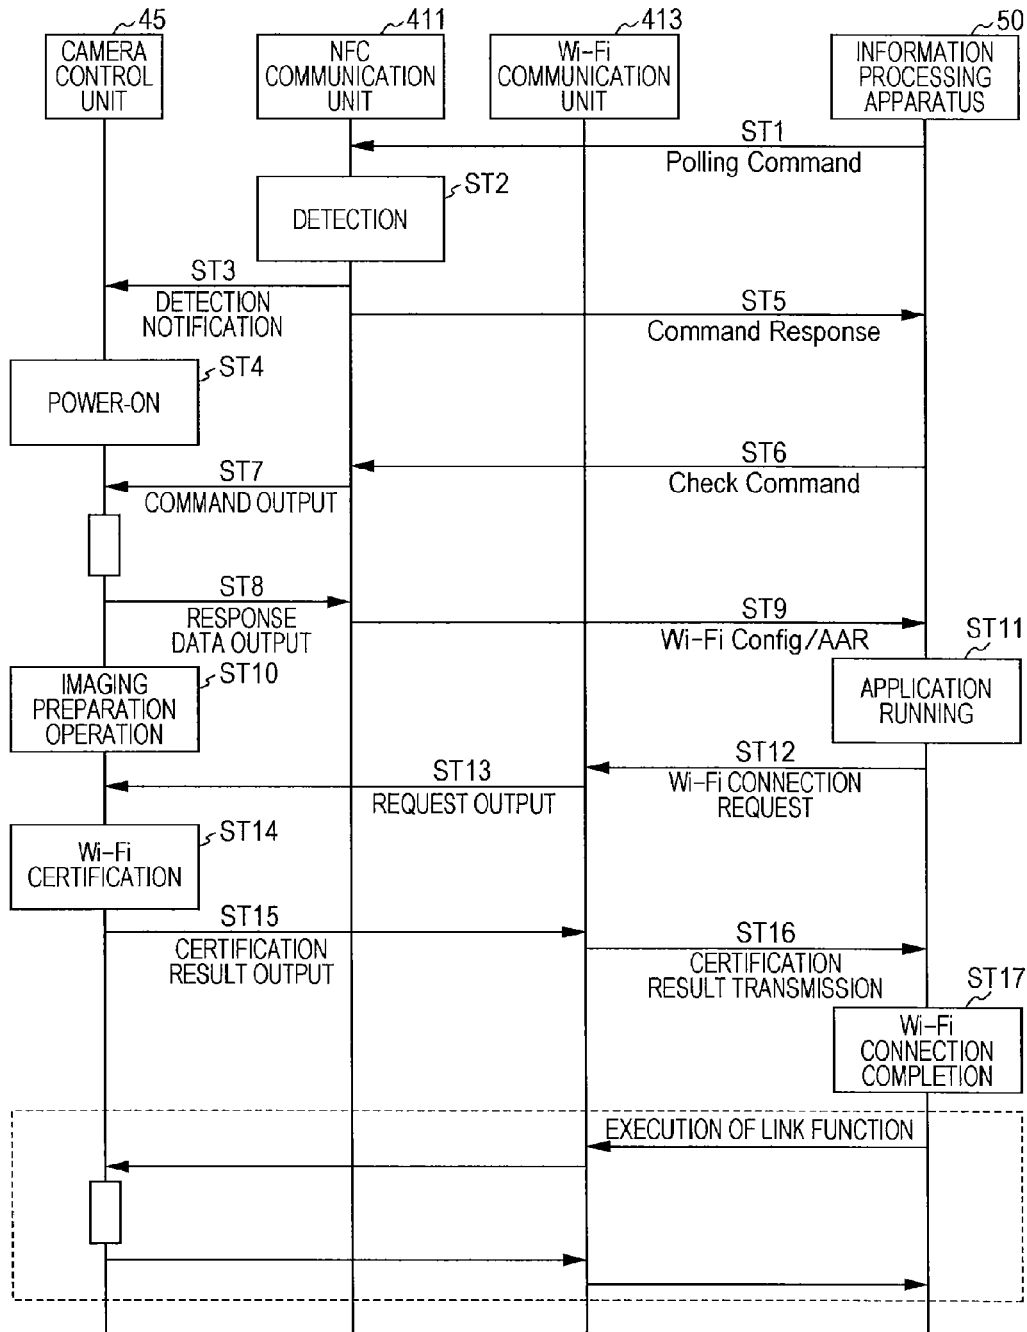 45
411
413
50
CAMERA
CONTROL
UNIT
NFC
COMMUNICATION
UNIT
Wi-Fi
COMMUNICATION
UNIT
INFORMATION
PROCESSING
APPARATUS
ST1
Polling Command
ST2
DETECTION
ST3
DETECTION
NOTIFICATION
ST5
Command Response
ST4
POWER-ON
ST6
Check Command
ST7
COMMAND OUTPUT
ST8
RESPONSE
DATA OUTPUT
ST9
Wi-Fi Config/AAR
ST10
IMAGING
PREPARATION
OPERATION
ST11
APPLICATION
RUNNING
ST12
Wi-Fi CONNECTION
REQUEST
ST13
REQUEST OUTPUT
ST14
Wi-Fi
CERTIFICATION
ST15
CERTIFICATION
RESULT OUTPUT
ST16
CERTIFICATION
RESULT TRANSMISSION
ST17
Wi-Fi
CONNECTION
COMPLETION
EXECUTION OF LINK FUNCTION